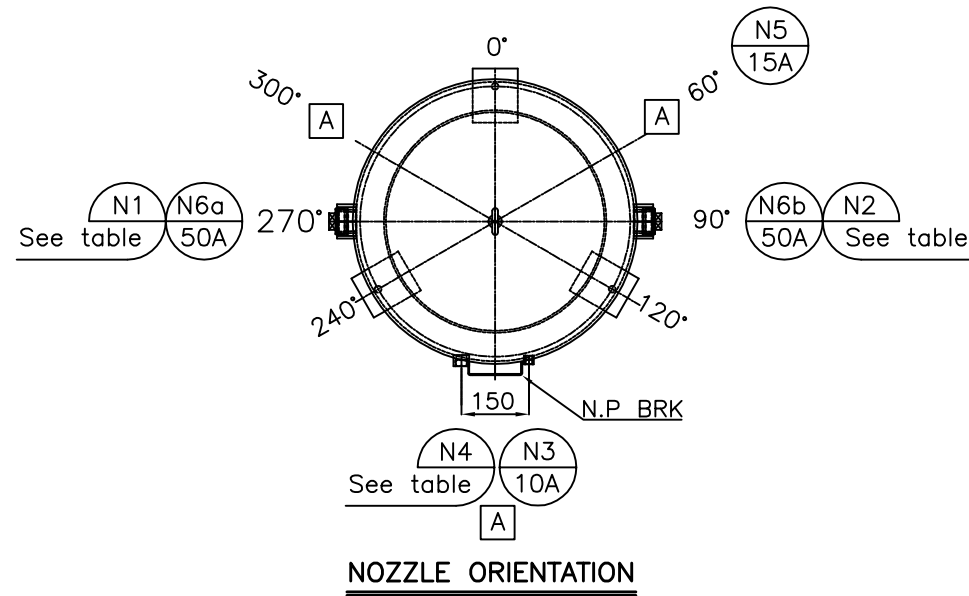 N5
15A
0°
300°
60°
A
A
N1
N6a
See table
50A
270°
90°
N6b
N2
50A
See table
240°
120°
150
N.P BRK
N4
N3
See table
10A
A
NOZZLE ORIENTATION